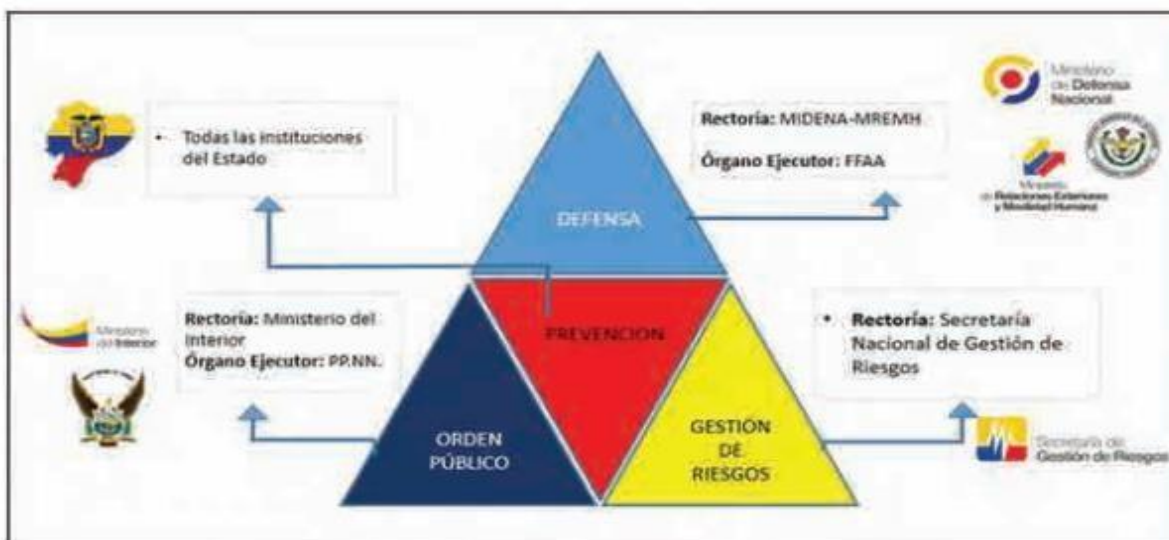 • Todas las instituciones
del Estado
Rectoría: MIDENA-MREMH
Órgano Ejecutor: FFAA
Ministerio
de Defensa
Nacional
Ministerio
de Relaciones Exteriores
y Movilidad Humana
DEFENSA
Ministerio
del Interior
Rectoría: Ministerio del
Interior
Órgano Ejecutor: PP.NN.
PREVENCION
• Rectoría: Secretaría
Nacional de Gestión de
Riesgos
ORDEN
PÚBLICO
GESTIÓN
DE
RIESGOS
Secretaría de
Gestión de Riesgos